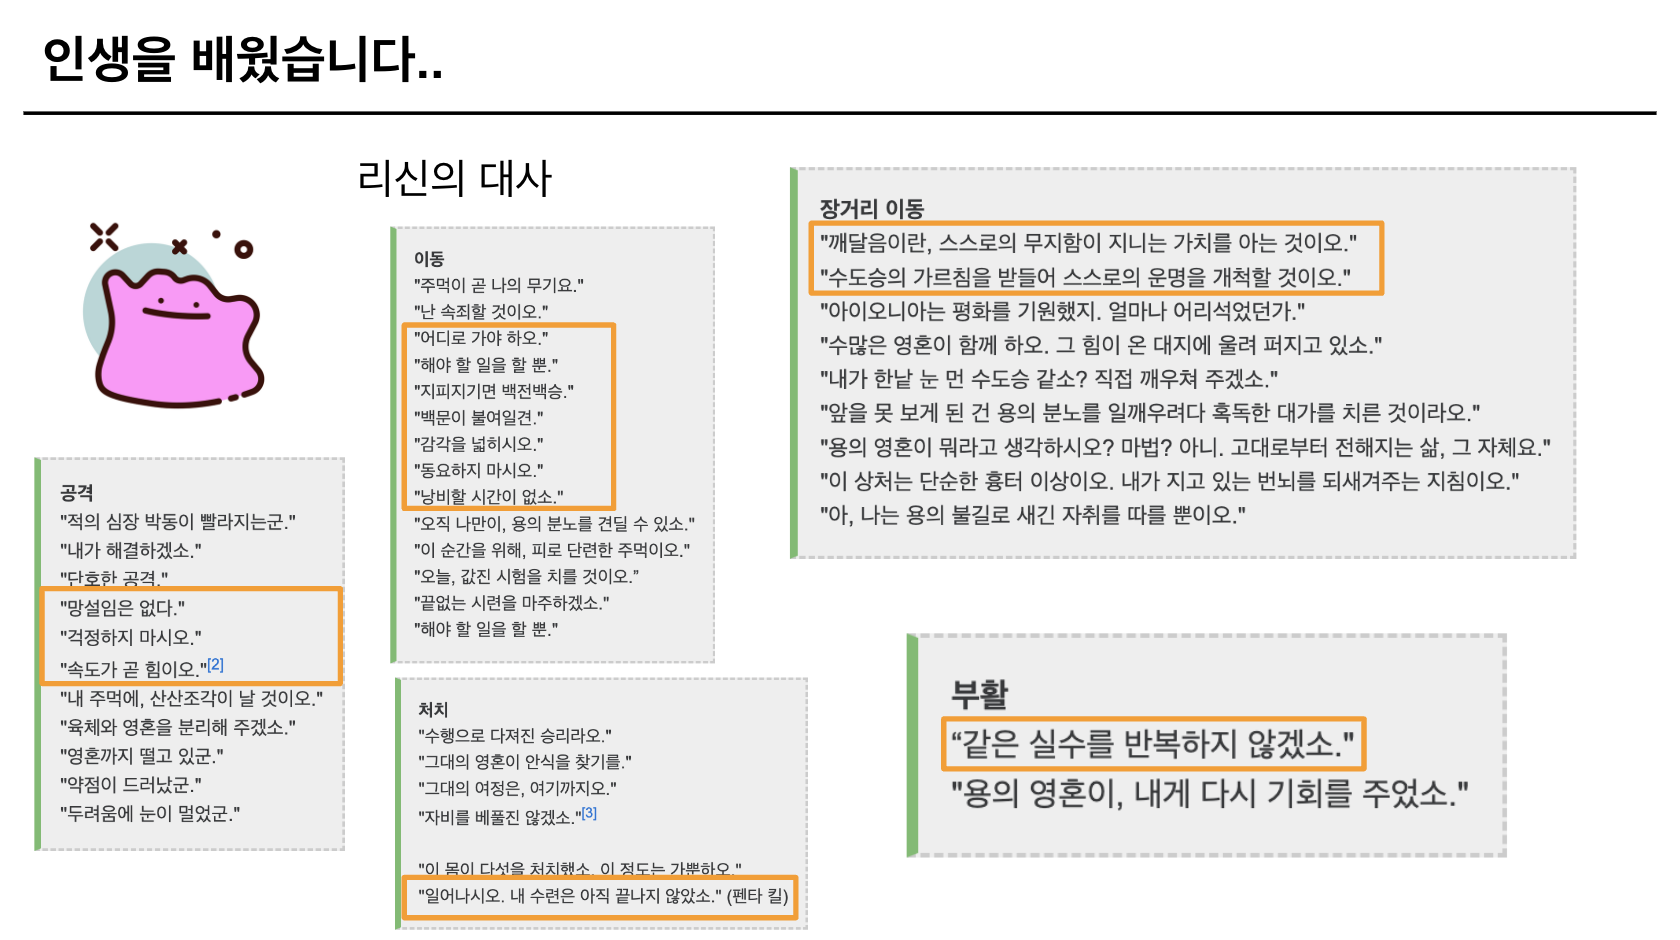 인생을 배웠습니다..
리신의 대사
공격
"적의 심장 박동이 빨라지는군."
"내가 해결하겠소."
"단호한 공격."
"망설임은 없다."
"걱정하지 마시오."
"속도가 곧 힘이오."[2]
"내 주먹에, 산산조각이 날 것이오."
"육체와 영혼을 분리해 주겠소."
"영혼까지 떨고 있군."
"약점이 드러났군."
"두려움에 눈이 멀었군."
이동
"주먹이 곧 나의 무기요."
"난 속죄할 것이오."
"어디로 가야 하오."
"해야 할 일을 할 뿐."
"지피지기면 백전백승."
"백문이 불여일견."
"감각을 넓히시오."
"동요하지 마시오."
"낭비할 시간이 없소."
"오직 나만이, 용의 분노를 견딜 수 있소."
"이 순간을 위해, 피로 단련한 주먹이오."
"오늘, 값진 시험을 치를 것이오.”
"끝없는 시련을 마주하겠소."
"해야 할 일을 할 뿐."
처치
"수행으로 다져진 승리라오."
"그대의 영혼이 안식을 찾기를."
"그대의 여정은, 여기까지오."
"자비를 베풀진 않겠소."[3]
"이 몸이 다섯을 처치했소. 이 정도는 가뿐하오."
"일어나시오. 내 수련은 아직 끝나지 않았소." (펜타 킬)
장거리 이동
"깨달음이란, 스스로의 무지함이 지니는 가치를 아는 것이오."
"수도승의 가르침을 받들어 스스로의 운명을 개척할 것이오."
"아이오니아는 평화를 기원했지. 얼마나 어리석었던가."
"수많은 영혼이 함께 하오. 그 힘이 온 대지에 울려 퍼지고 있소."
"내가 한낱 눈 먼 수도승 같소? 직접 깨우쳐 주겠소."
"앞을 못 보게 된 건 용의 분노를 일깨우려다 혹독한 대가를 치른 것이라오."
"용의 영혼이 뭐라고 생각하시오? 마법? 아니. 고대로부터 전해지는 삶, 그 자체요."
"이 상처는 단순한 흉터 이상이오. 내가 지고 있는 번뇌를 되새겨주는 지침이오."
"아, 나는 용의 불길로 새긴 자취를 따를 뿐이오."
부활
“같은 실수를 반복하지 않겠소."
"용의 영혼이, 내게 다시 기회를 주었소."